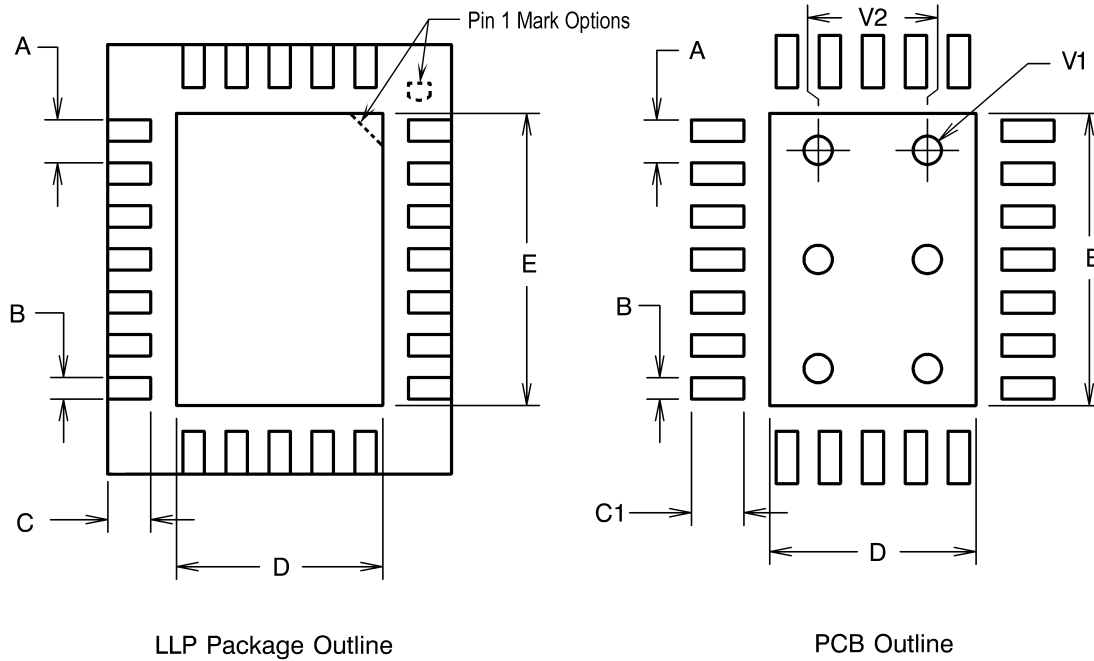 Pin 1 Mark Options
A
B
C
D
E
LLP Package Outline
V2
V1
A
B
C1
D
E
PCB Outline